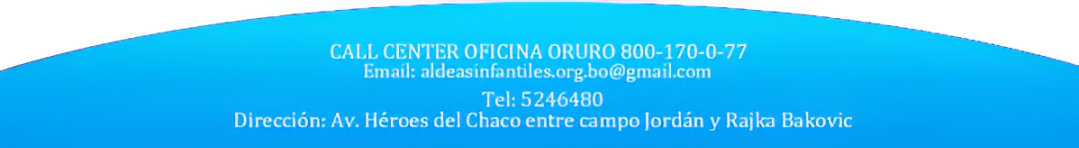 CALL CENTER OFICINA ORURO 800-170-0-77
Email: aldeasinfantiles.org.bo@gmail.com
Tel: 5246480
Dirección: Av. Héroes del Chaco entre campo Jordán y Rajka Bakovic